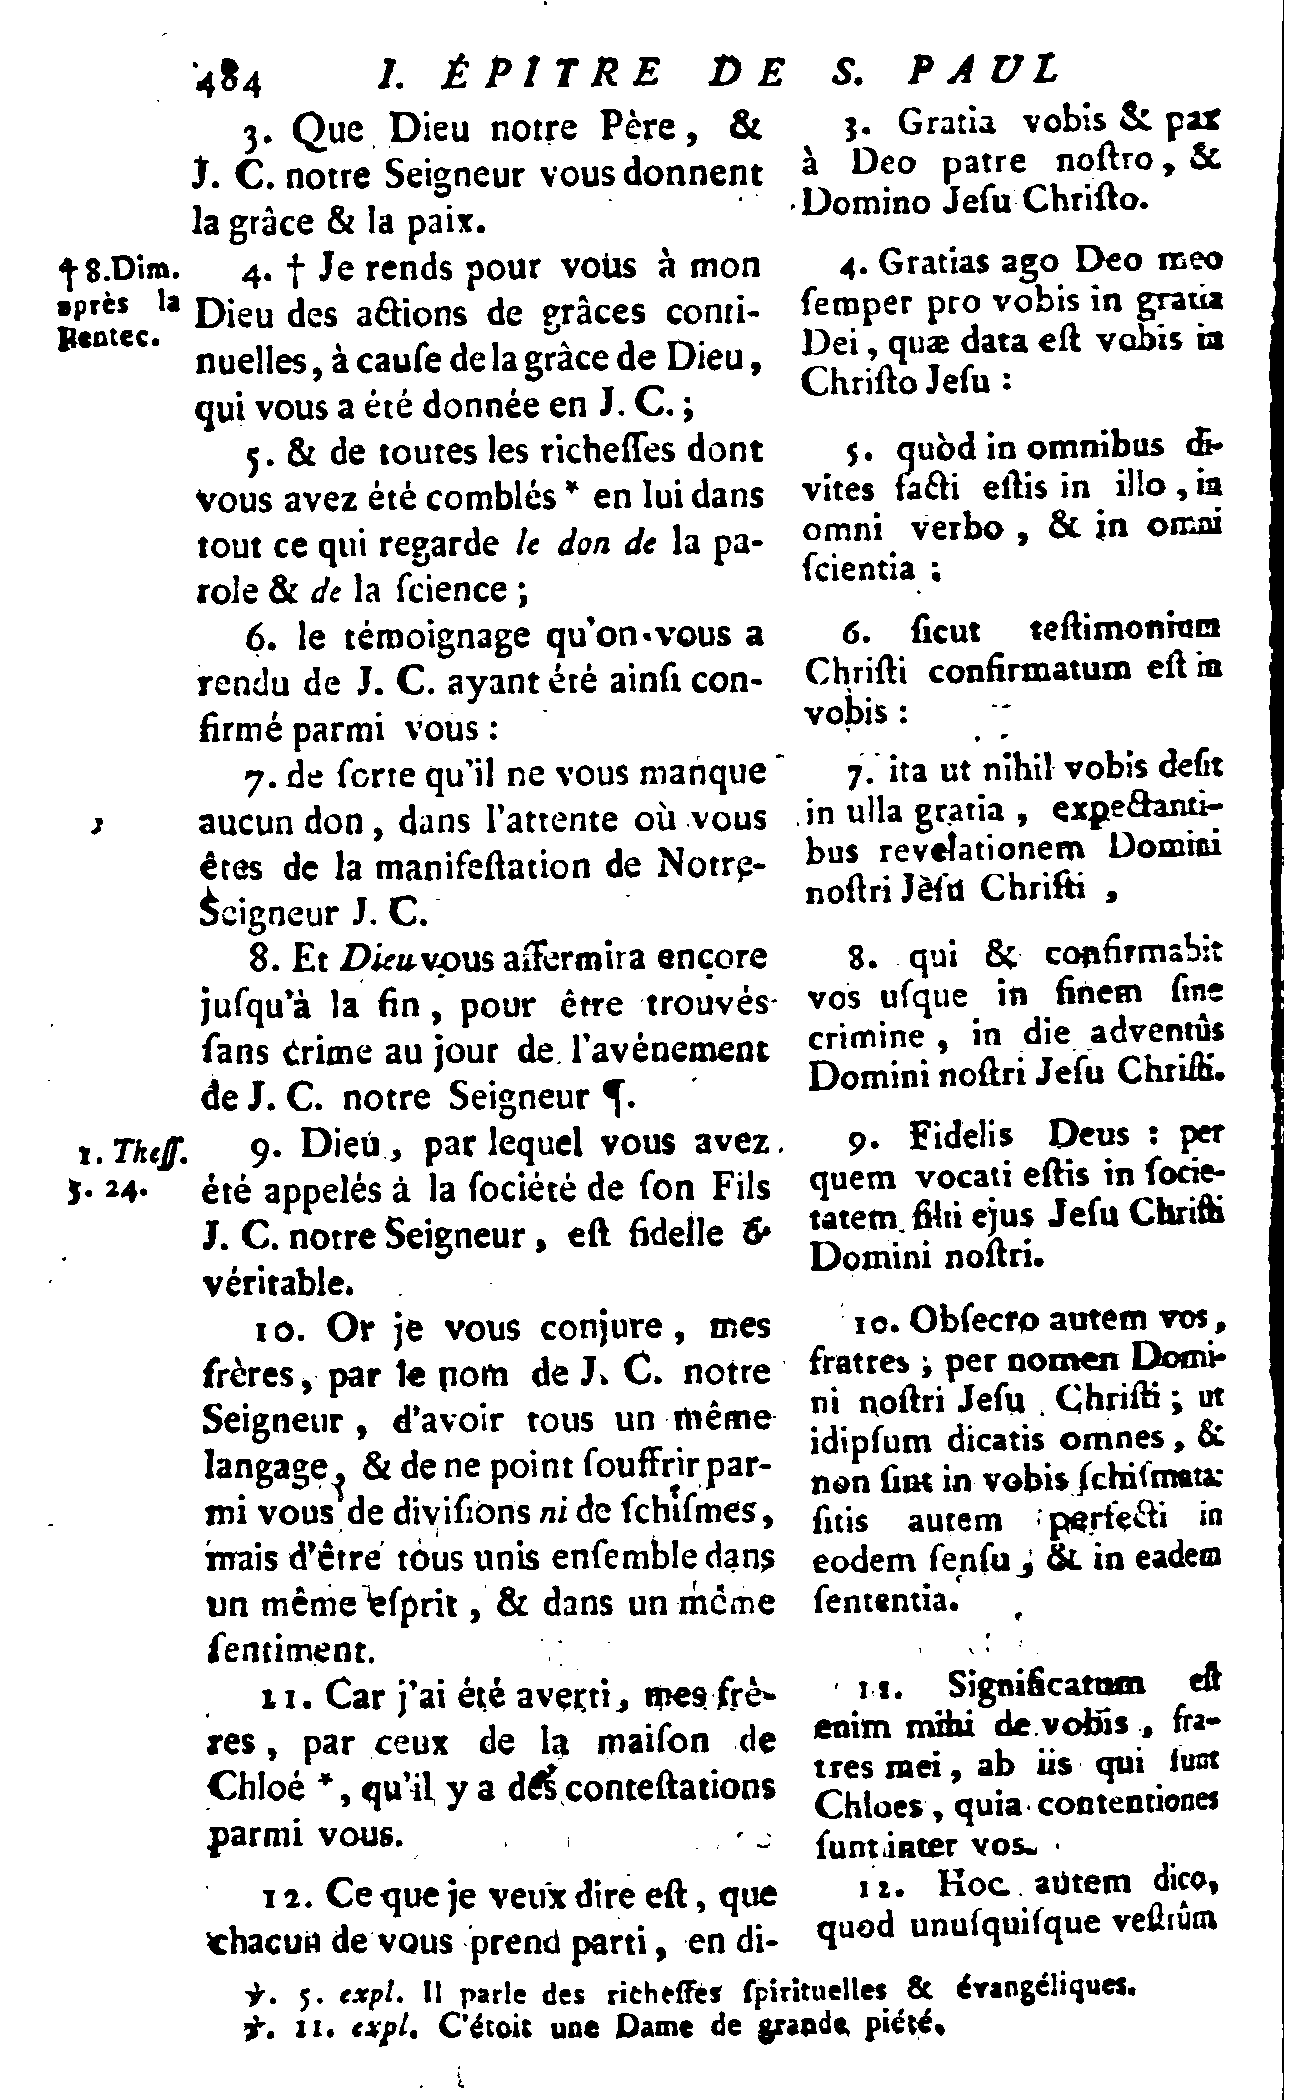 484 I. ÉPITRE DE S. PAUL
3. Que Dieu notre Père, &
J. C. notre Seigneur vous donnent
la grâce & la paix.
†8.Dim.
après la
Pentec.
4. † Je rends pour vous à mon
Dieu des actions de grâces conti-
nuelles, à cauſe de la grâce de Dieu,
qui vous a été donnée en J. C.;
5. & de toutes les richeſſes dont
vous avez été comblés * en lui dans
tout ce qui regarde le don de la pa-
role & de la ſcience;
6. le témoignage qu'on vous a
rendu de J. C. ayant été ainſi con-
firmé parmi vous:
7. de ſorte qu'il ne vous manque
aucun don, dans l'attente où vous
êtes de la manifeſtation de Notre-
Seigneur J. C.
8. Et Dieu vous affermira encore
juſqu'à la fin, pour être trouvés
ſans crime au jour de l'avénement
de J. C. notre Seigneur ¶.
1. Theſſ.
5. 24.
9. Dieu, par lequel vous avez
été appelés à la ſociété de ſon Fils
J. C. notre Seigneur, eſt fidelle &
véritable.
10. Or je vous conjure, mes
frères, par le nom de J. C. notre
Seigneur, d'avoir tous un même
langage, & de ne point ſouffrir par-
mi vous de diviſions ni de ſchiſmes,
mais d'être tous unis enſemble dans
un même eſprit, & dans un même
ſentiment.
11. Car j'ai été averti, mes frè-
res, par ceux de la maiſon de
Chloé *, qu'il y a des conteſtations
parmi vous.
12. Ce que je veux dire eſt, que
chacun de vous prend parti, en di-
3. Gratia vobis & pax
à Deo patre noſtro, &
Domino Jeſu Chriſto.
4. Gratias ago Deo meo
ſemper pro vobis in gratia
Dei, quæ data eſt vobis in
Chriſto Jeſu:
5. quòd in omnibus di-
vites facti eſtis in illo, in
omni verbo, & in omni
ſcientia;
6. ſicut teſtimonium
Chriſti confirmatum eſt in
vobis:
7. ita ut nihil vobis deſit
in ulla gratia, expectanti-
bus revelationem Domini
noſtri Jeſu Chriſti,
8. qui & confirmabit
vos uſque in finem ſine
crimine, in die adventûs
Domini noſtri Jeſu Chriſti.
9. Fidelis Deus: per
quem vocati eſtis in ſocie-
tatem filii ejus Jeſu Chriſti
Domini noſtri.
10. Obſecro autem vos,
fratres; per nomen Domi-
ni noſtri Jeſu Chriſti; ut
idipſum dicatis omnes, &
non ſint in vobis ſchiſmata:
ſitis autem perfecti in
eodem ſenſu, & in eadem
ſententia.
11. Significatum eſt
enim mihi de vobis, fra-
tres mei, ab iis qui ſunt
Chloes, quia contentiones
ſunt inter vos.
12. Hoc autem dico,
quod unuſquiſque veſtrûm
℣. 5. expl. Il parle des richeſſes ſpirituelles & évangéliques.
℣. 11. expl. C'étoit une Dame de grande piété.